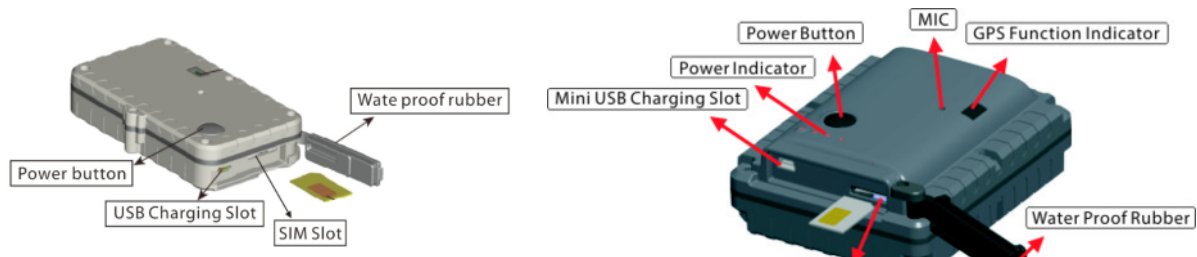 Wate proof rubber
Power button
USB Charging Slot
SIM Slot
MIC
Power Button
GPS Function Indicator
Power Indicator
Mini USB Charging Slot
Water Proof Rubber